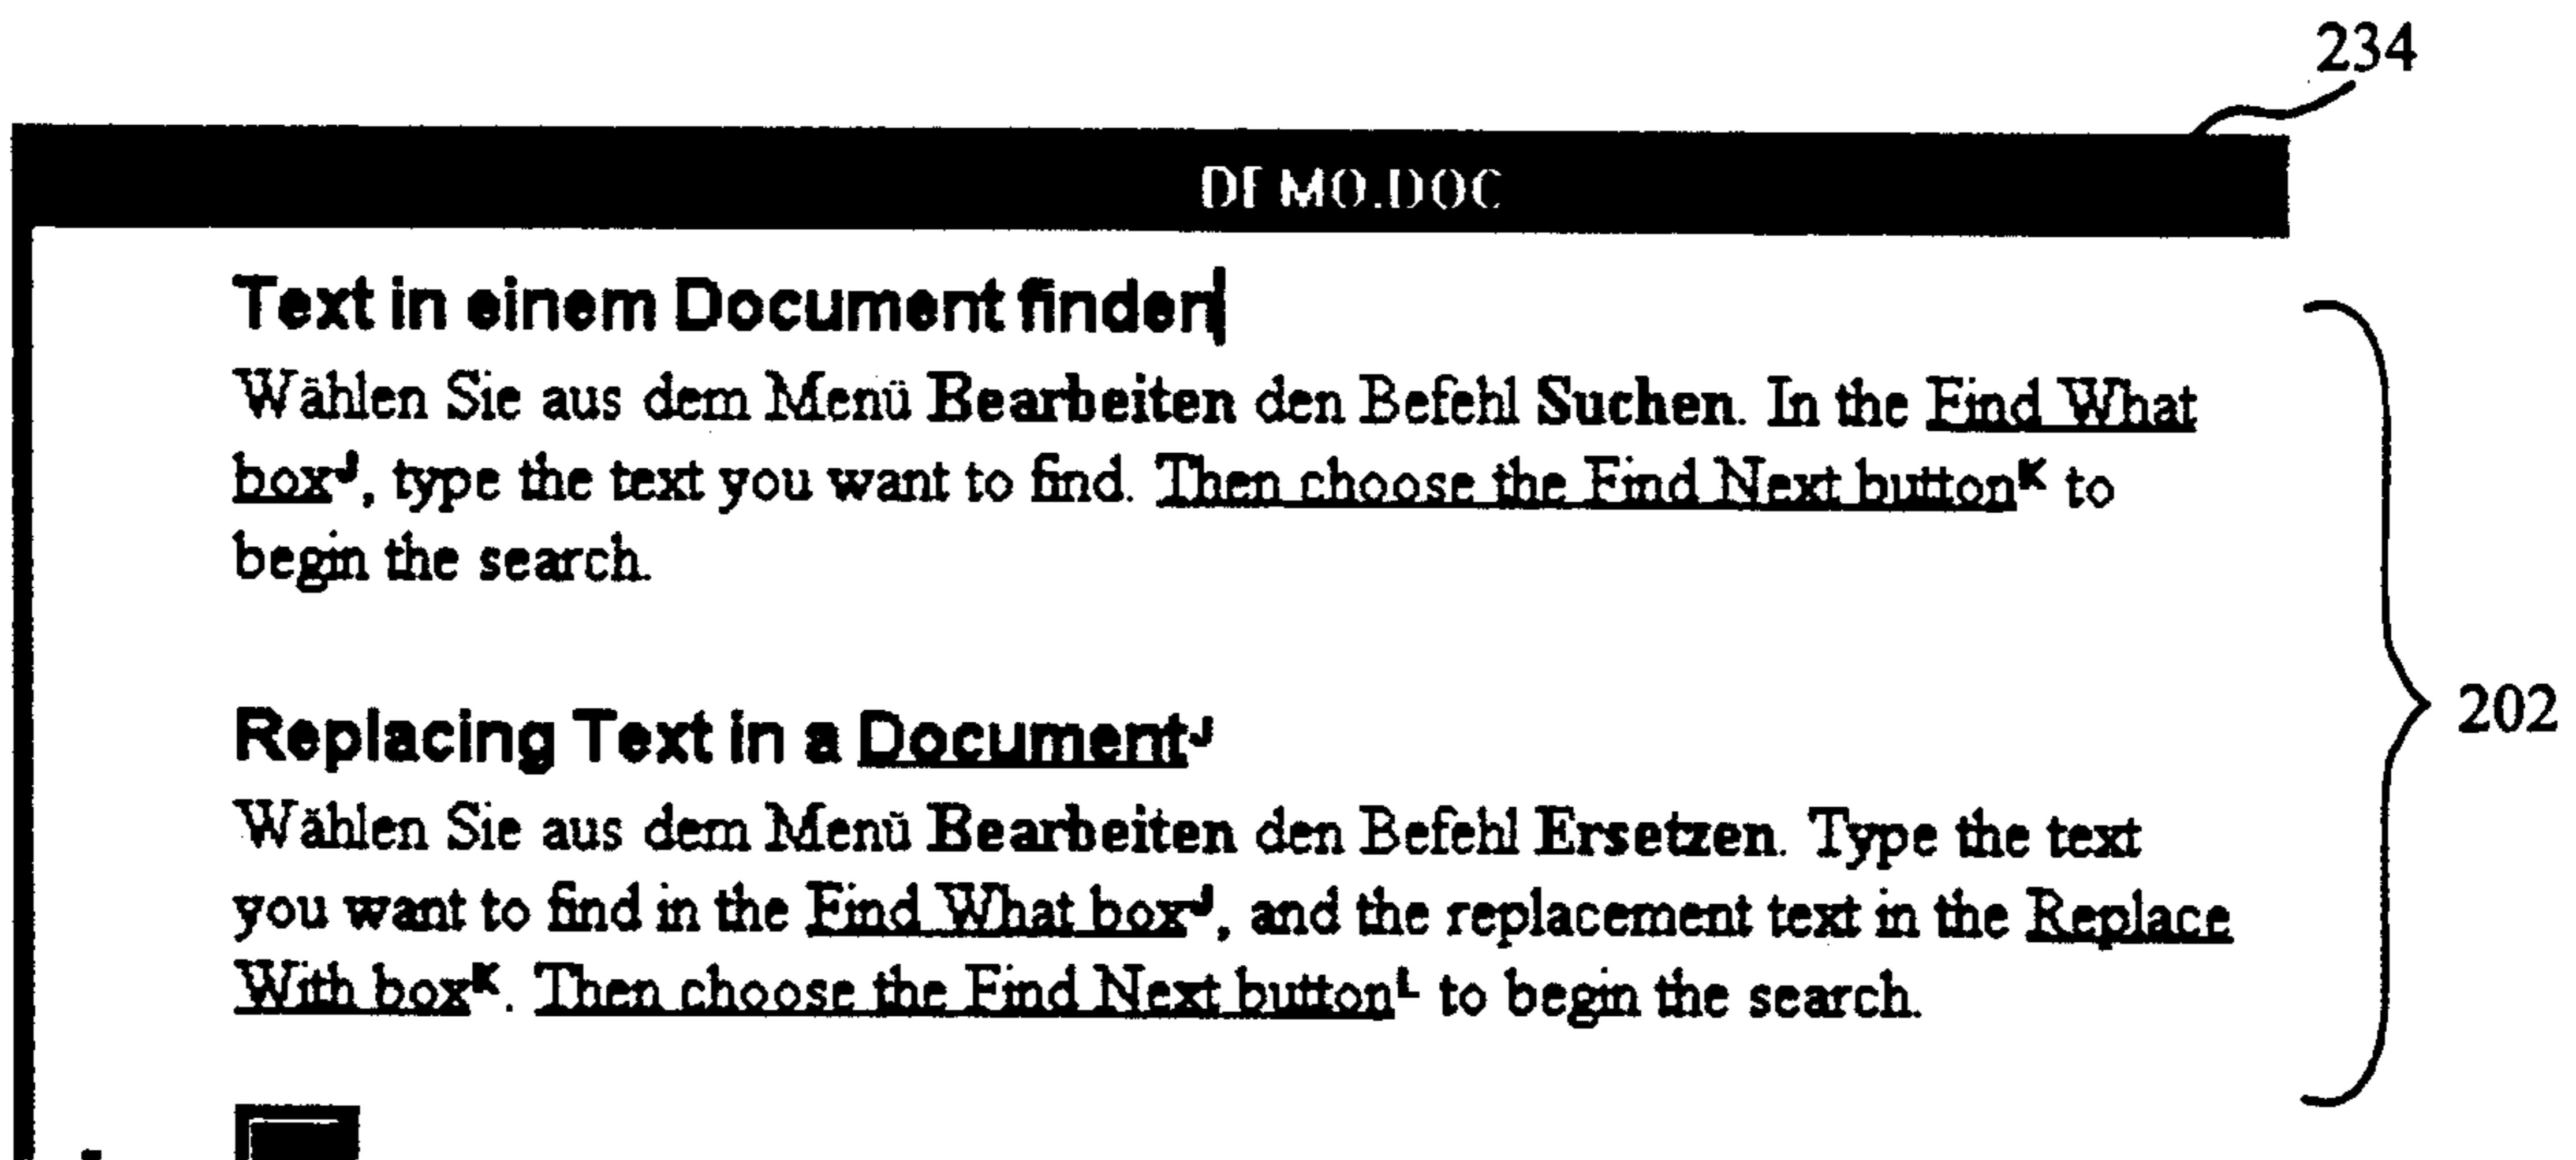 234
DEMO.DOC
Text in einem Document finden
Wählen Sie aus dem Menü Bearbeiten den Befehl Suchen. In the Find What
boxᴶ, type the text you want to find. Then choose the Find Next buttonᴷ to
begin the search.
202
Replacing Text in a Documentᴶ
Wählen Sie aus dem Menü Bearbeiten den Befehl Ersetzen. Type the text
you want to find in the Find What boxᴶ, and the replacement text in the Replace
With boxᴷ. Then choose the Find Next buttonᴸ to begin the search.